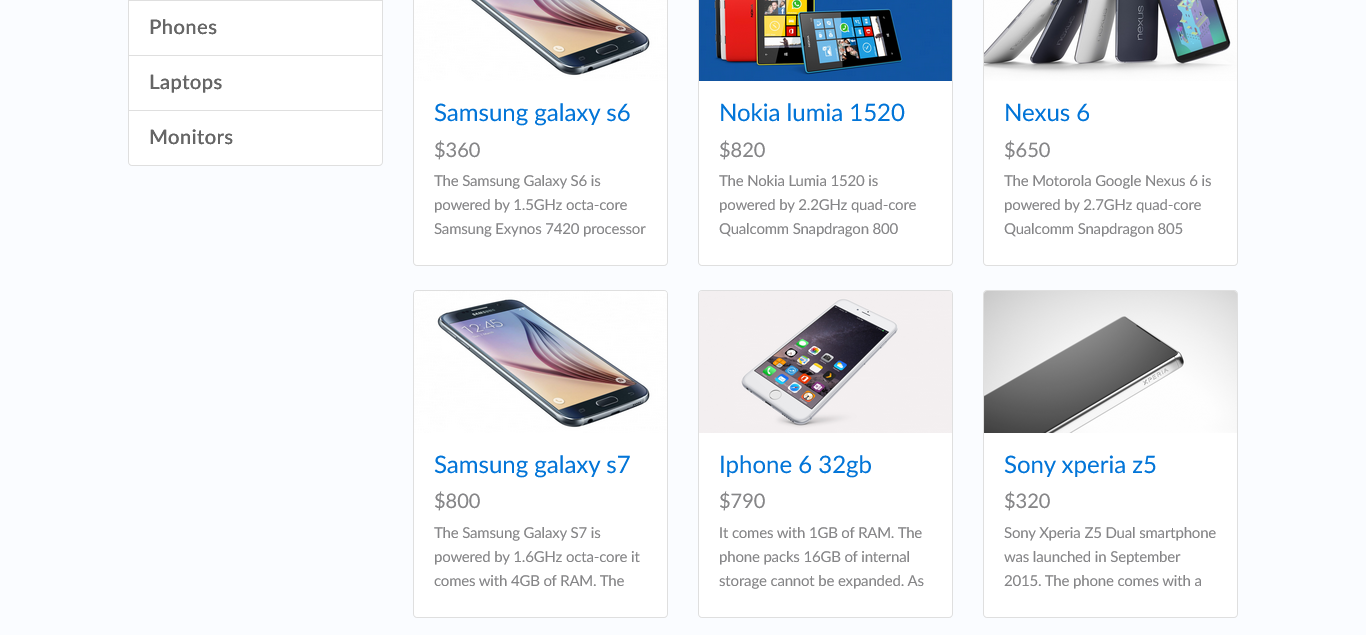 Phones
Laptops
Monitors
nexus
Samsung galaxy s6
$360
The Samsung Galaxy S6 is
powered by 1.5GHz octa-core
Samsung Exynos 7420 processor
Nokia lumia 1520
$820
The Nokia Lumia 1520 is
powered by 2.2GHz quad-core
Qualcomm Snapdragon 800
Nexus 6
$650
The Motorola Google Nexus 6 is
powered by 2.7GHz quad-core
Qualcomm Snapdragon 805
SAMSUNG
12:45
Samsung galaxy s7
$800
The Samsung Galaxy S7 is
powered by 1.6GHz octa-core it
comes with 4GB of RAM. The
Iphone 6 32gb
$790
It comes with 1GB of RAM. The
phone packs 16GB of internal
storage cannot be expanded. As
XPERIA
Sony xperia z5
$320
Sony Xperia Z5 Dual smartphone
was launched in September
2015. The phone comes with a